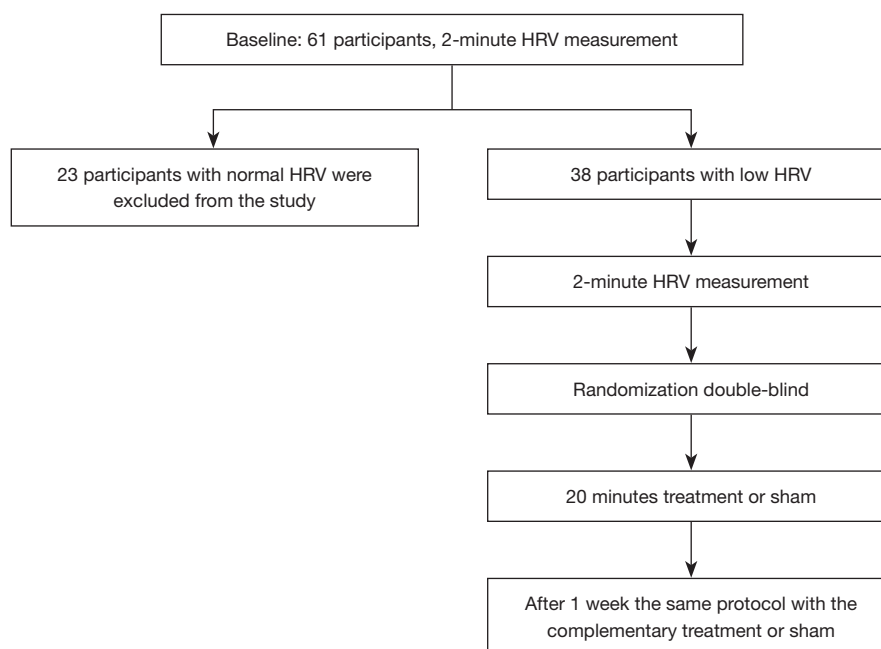 Baseline: 61 participants, 2-minute HRV measurement
23 participants with normal HRV were
excluded from the study
38 participants with low HRV
2-minute HRV measurement
Randomization double-blind
20 minutes treatment or sham
After 1 week the same protocol with the
complementary treatment or sham